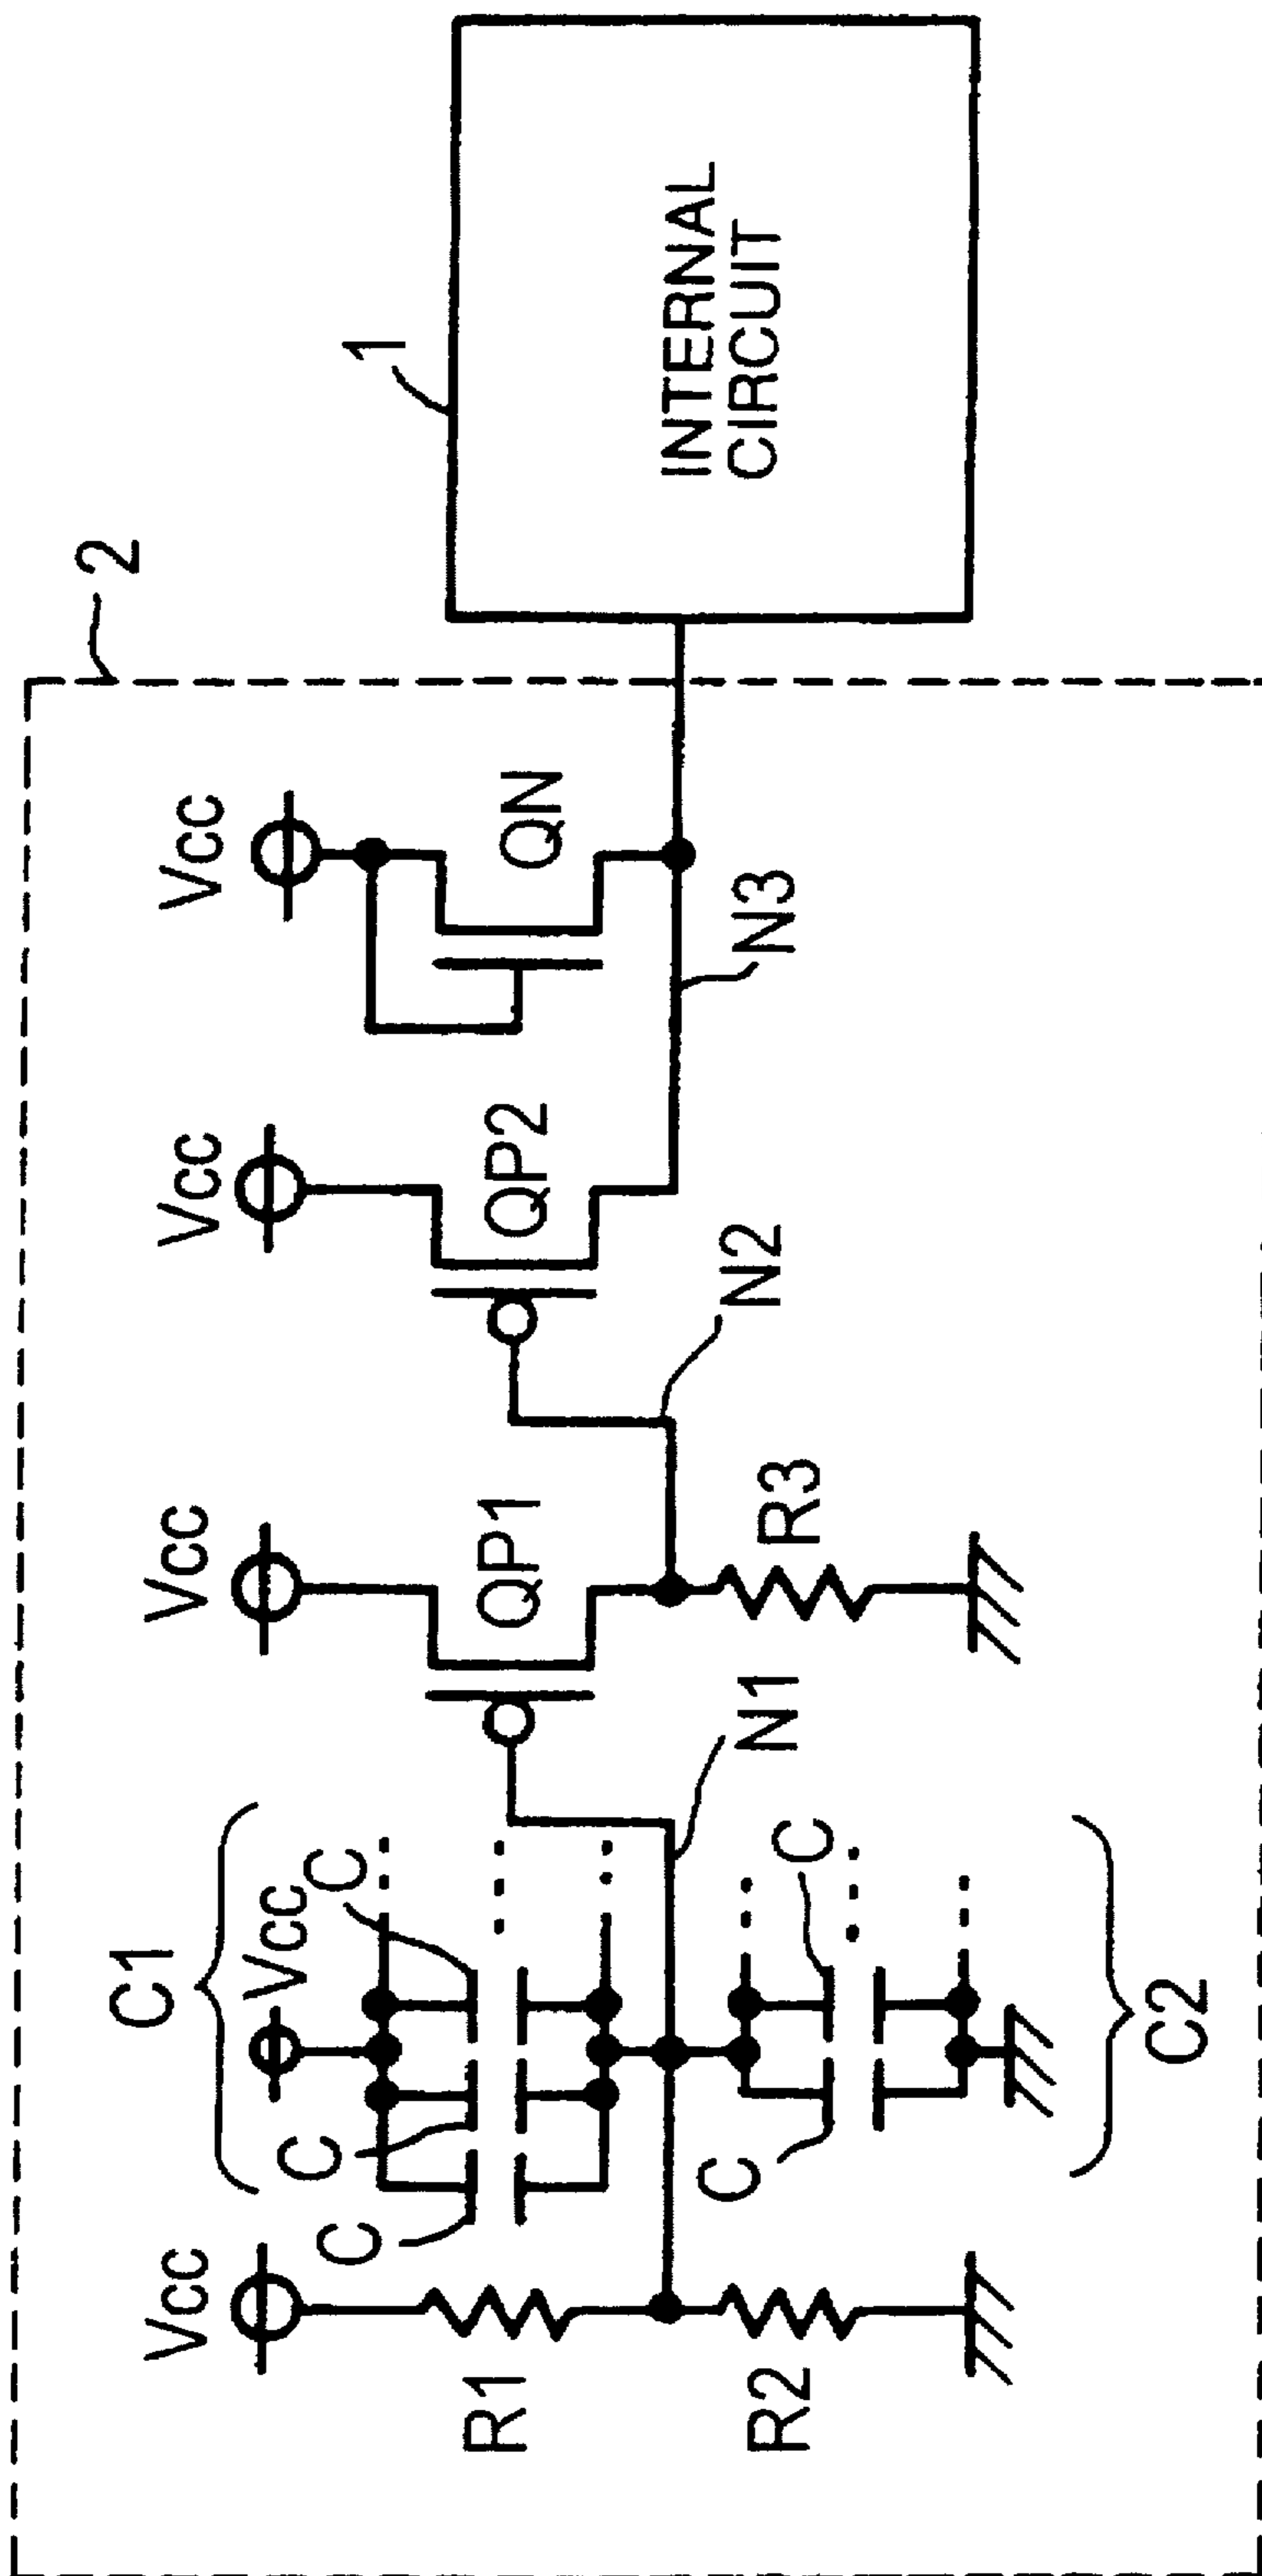 2
1
C1
Vcc
Vcc
Vcc
Vcc
Vcc
C
C
C
R1
QP1
QP2
QN
INTERNAL
CIRCUIT
N1
N2
N3
R2
C
C
R3
C2